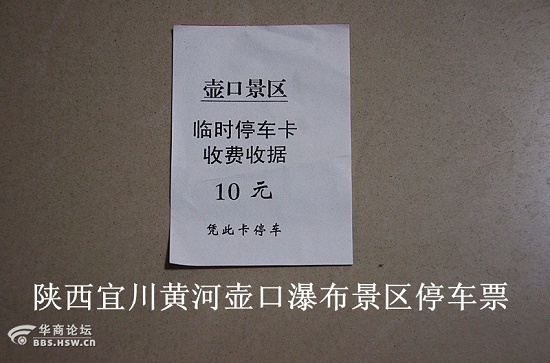 壶口景区
临时停车卡
收费收据
10 元
凭此卡停车
陕西宜川黄河壶口瀑布景区停车票
华商论坛
BBS.HSW.CN